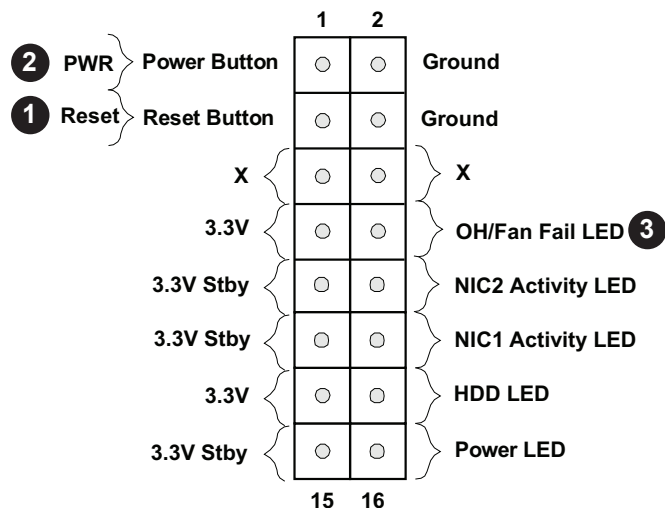 1 2
2 PWR Power Button Ground
1 Reset Reset Button Ground
X X
3.3V OH/Fan Fail LED 3
3.3V Stby NIC2 Activity LED
3.3V Stby NIC1 Activity LED
3.3V HDD LED
3.3V Stby Power LED
15 16